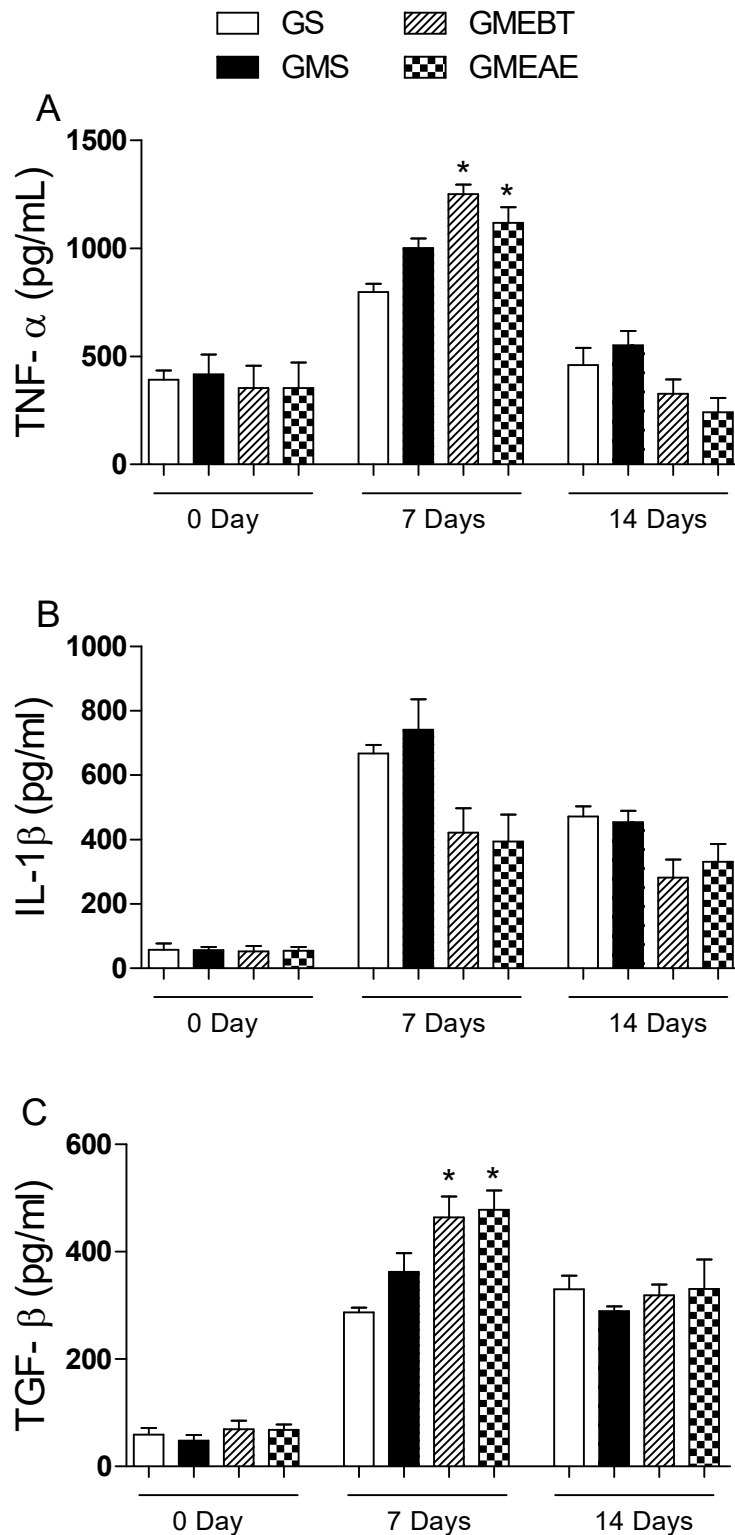 GS GMEBT
GMS GMEAE
A
TNF- α (pg/mL)
1500
*
*
1000
500
0
0 Day 7 Days 14 Days
B
IL-1β (pg/ml)
1000
800
600
400
200
0
0 Day 7 Days 14 Days
C
TGF- β (pg/ml)
600
* *
400
200
0
0 Day 7 Days 14 Days